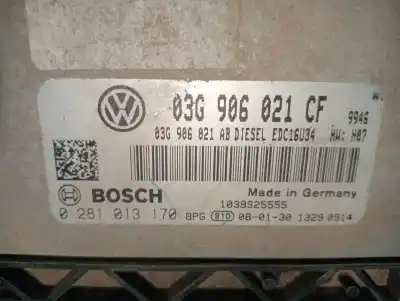 03G 906 021 CF 9946
03G 906 021 AB DIESEL EDC16U34 HW: H07
BOSCH
Made in Germany
1039S25555
0 281 013 170 BPG 810 08-01-30 1329 0914